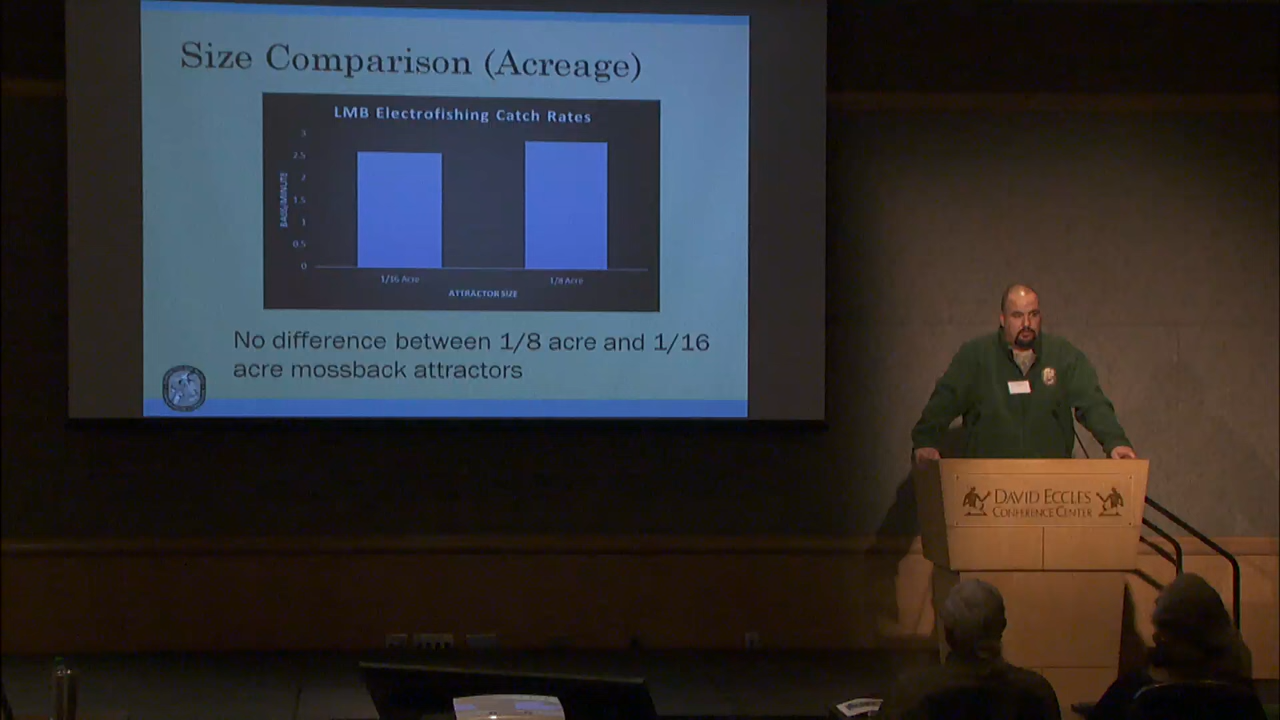 Size Comparison (Acreage)
LMB Electrofishing Catch Rates
3
2.5
2
1.5
1
0.5
0
BASS/MINUTE
1/16 Acre
1/8 Acre
ATTRACTOR SIZE
No difference between 1/8 acre and 1/16
acre mossback attractors
DAVID ECCLES
CONFERENCE CENTER